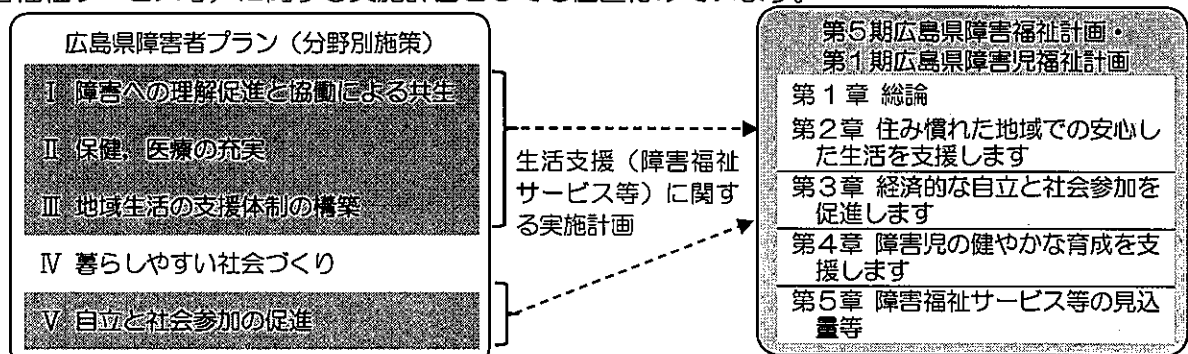 広島県障害者プラン（分野別施策）
Ⅰ 障害への理解促進と協働による共生
Ⅱ 保健，医療の充実
Ⅲ 地域生活の支援体制の構築
Ⅳ 暮らしやすい社会づくり
Ⅴ 自立と社会参加の促進
生活支援（障害福祉
サービス等）に関す
る実施計画
第５期広島県障害福祉計画・
第１期広島県障害児福祉計画
第１章 総論
第２章 住み慣れた地域での安心し
た生活を支援します
第３章 経済的な自立と社会参加を
促進します
第４章 障害児の健やかな育成を支
援します
第５章 障害福祉サービス等の見込
量等